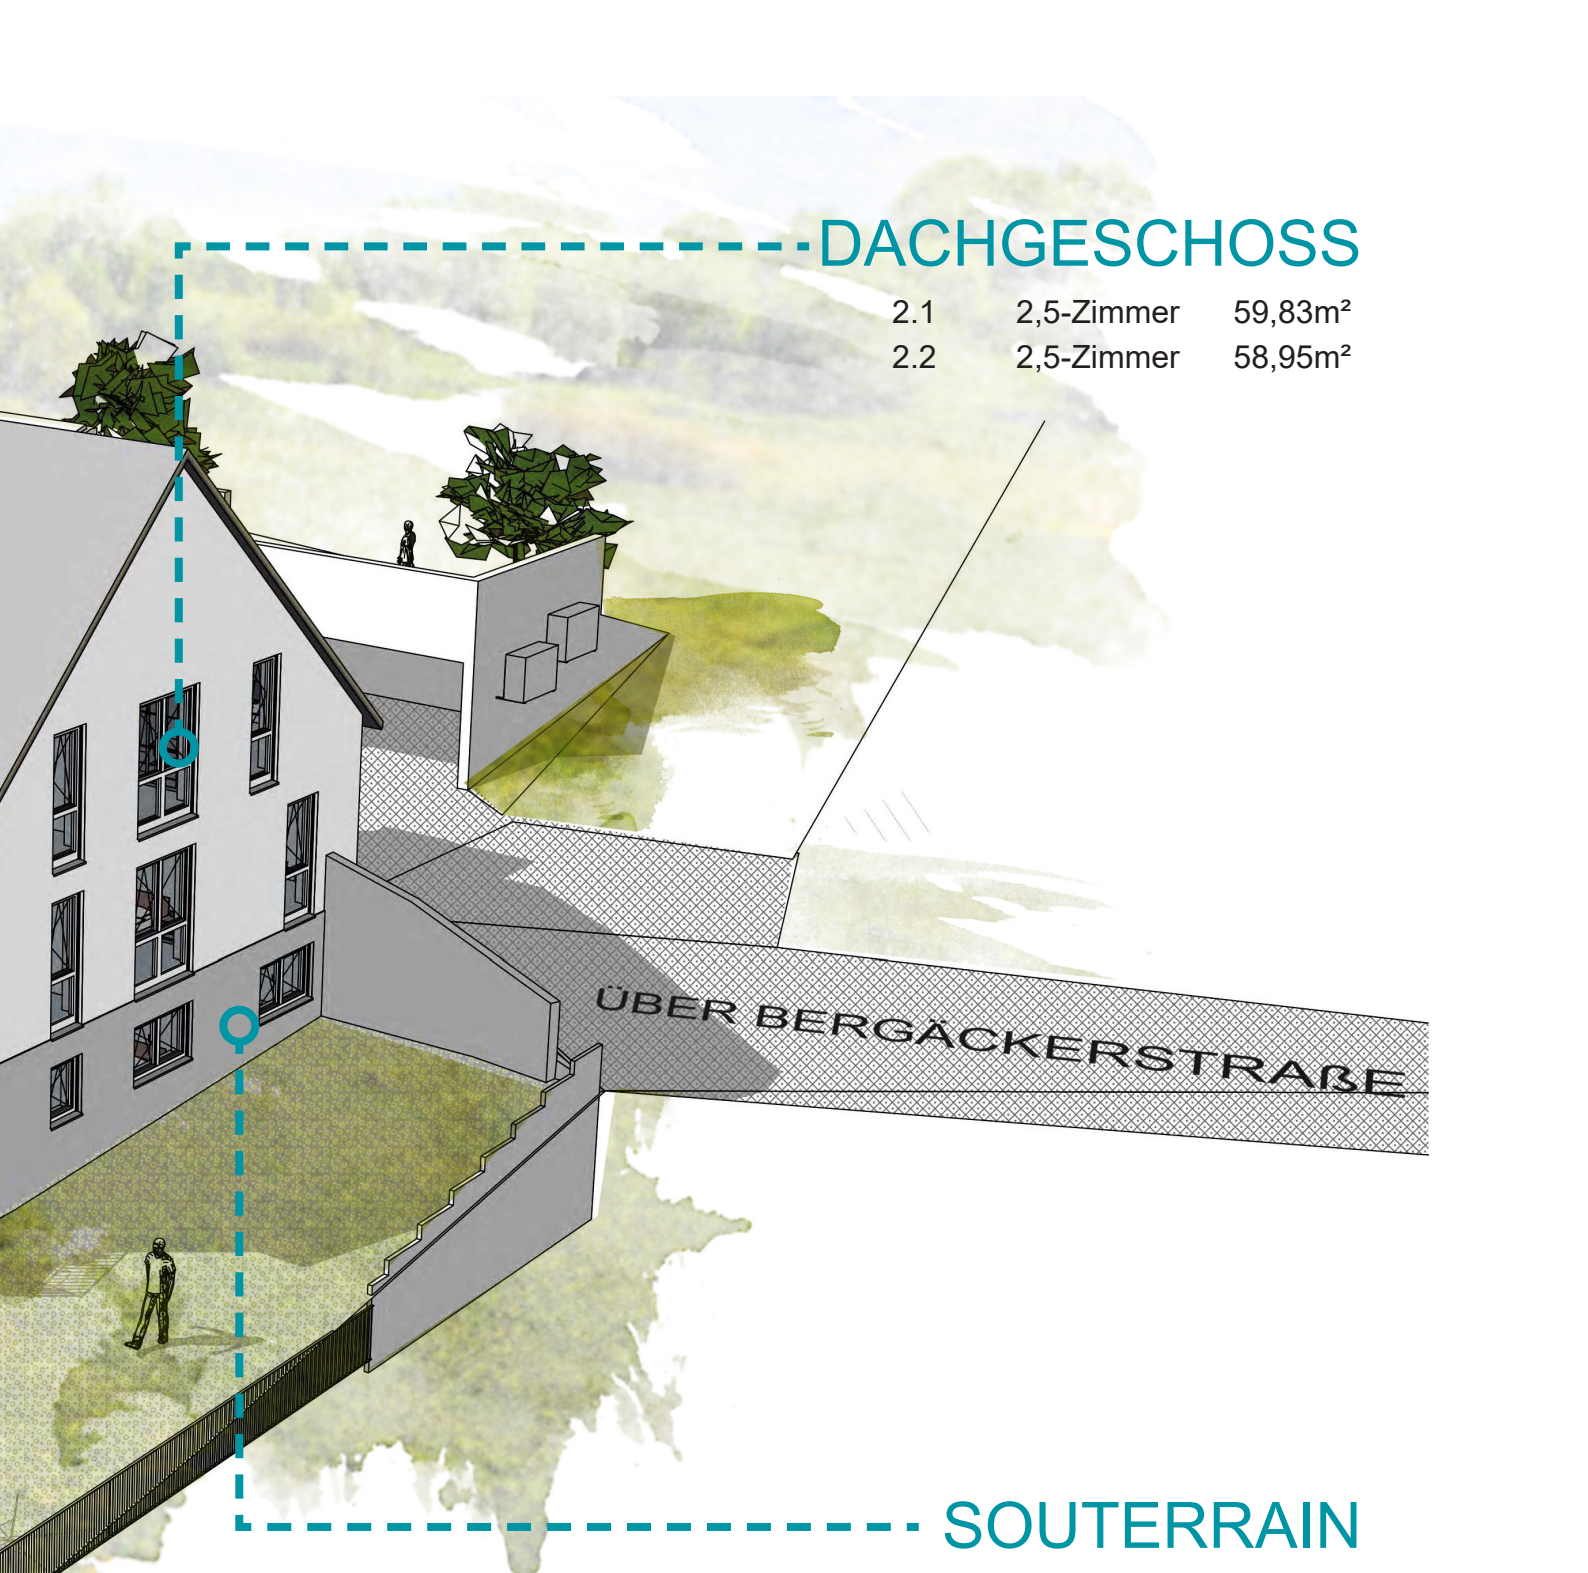 DACHGESCHOSS
2.1 2,5-Zimmer 59,83m²
2.2 2,5-Zimmer 58,95m²
ÜBER BERGÄCKERSTRAßE
SOUTERRAIN